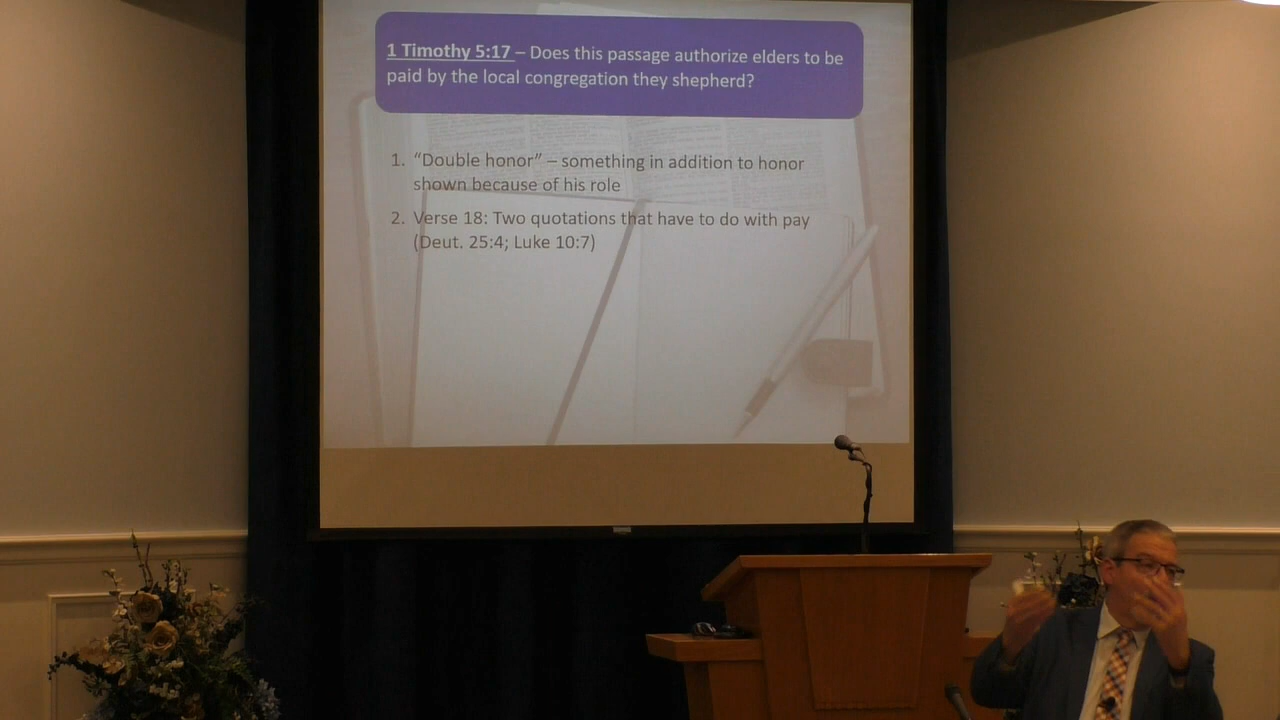 1 Timothy 5:17 – Does this passage authorize elders to be
paid by the local congregation they shepherd?
1. “Double honor” – something in addition to honor
shown because of his role
2. Verse 18: Two quotations that have to do with pay
(Deut. 25:4; Luke 10:7)